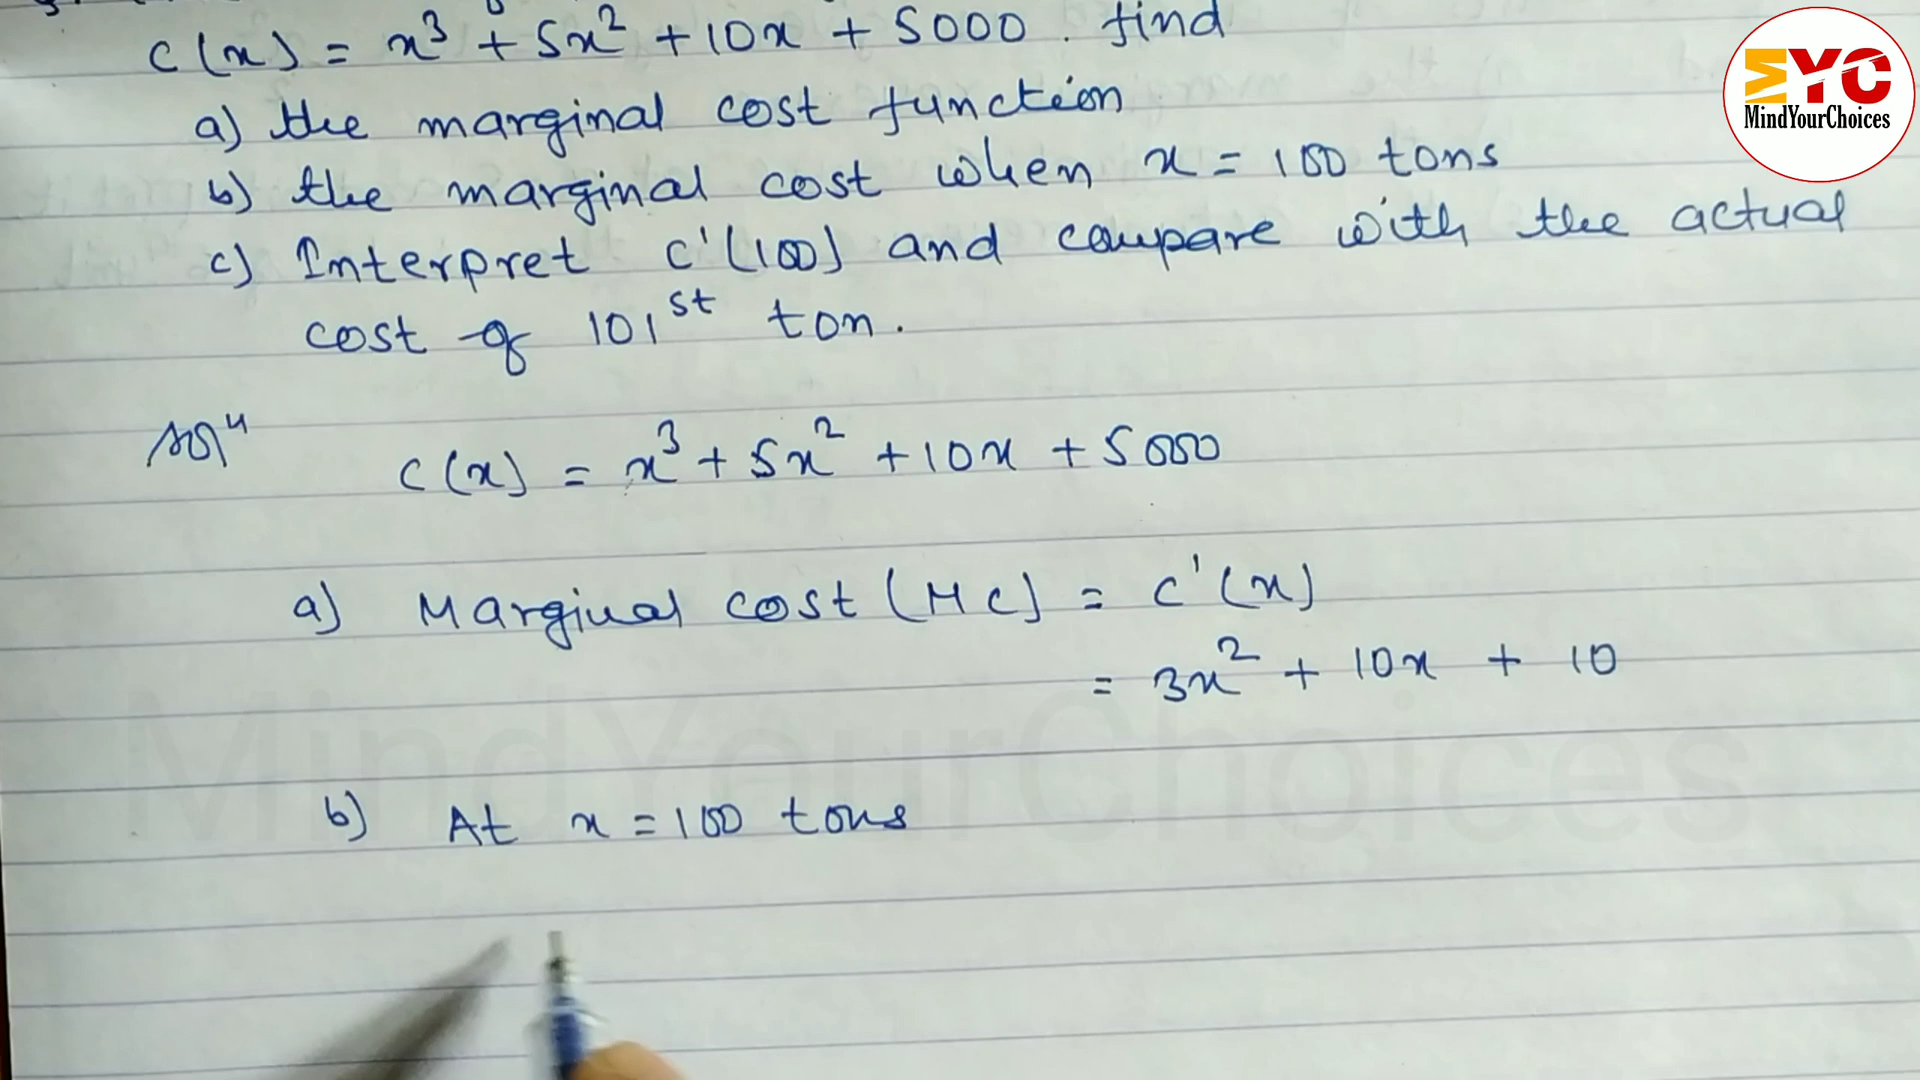 C(x) = x³ + 5x² + 10x + 5000. find
a) the marginal cost function
b) the marginal cost when x = 100 tons
c) Interpret C'(100) and compare with the actual
cost of 101st ton.
Solⁿ C(x) = x³ + 5x² + 10x + 5000
a) Marginal cost (MC) = C'(x)
= 3x² + 10x + 10
b) At x = 100 tons
MYC
MindYourChoices
MindYourChoices